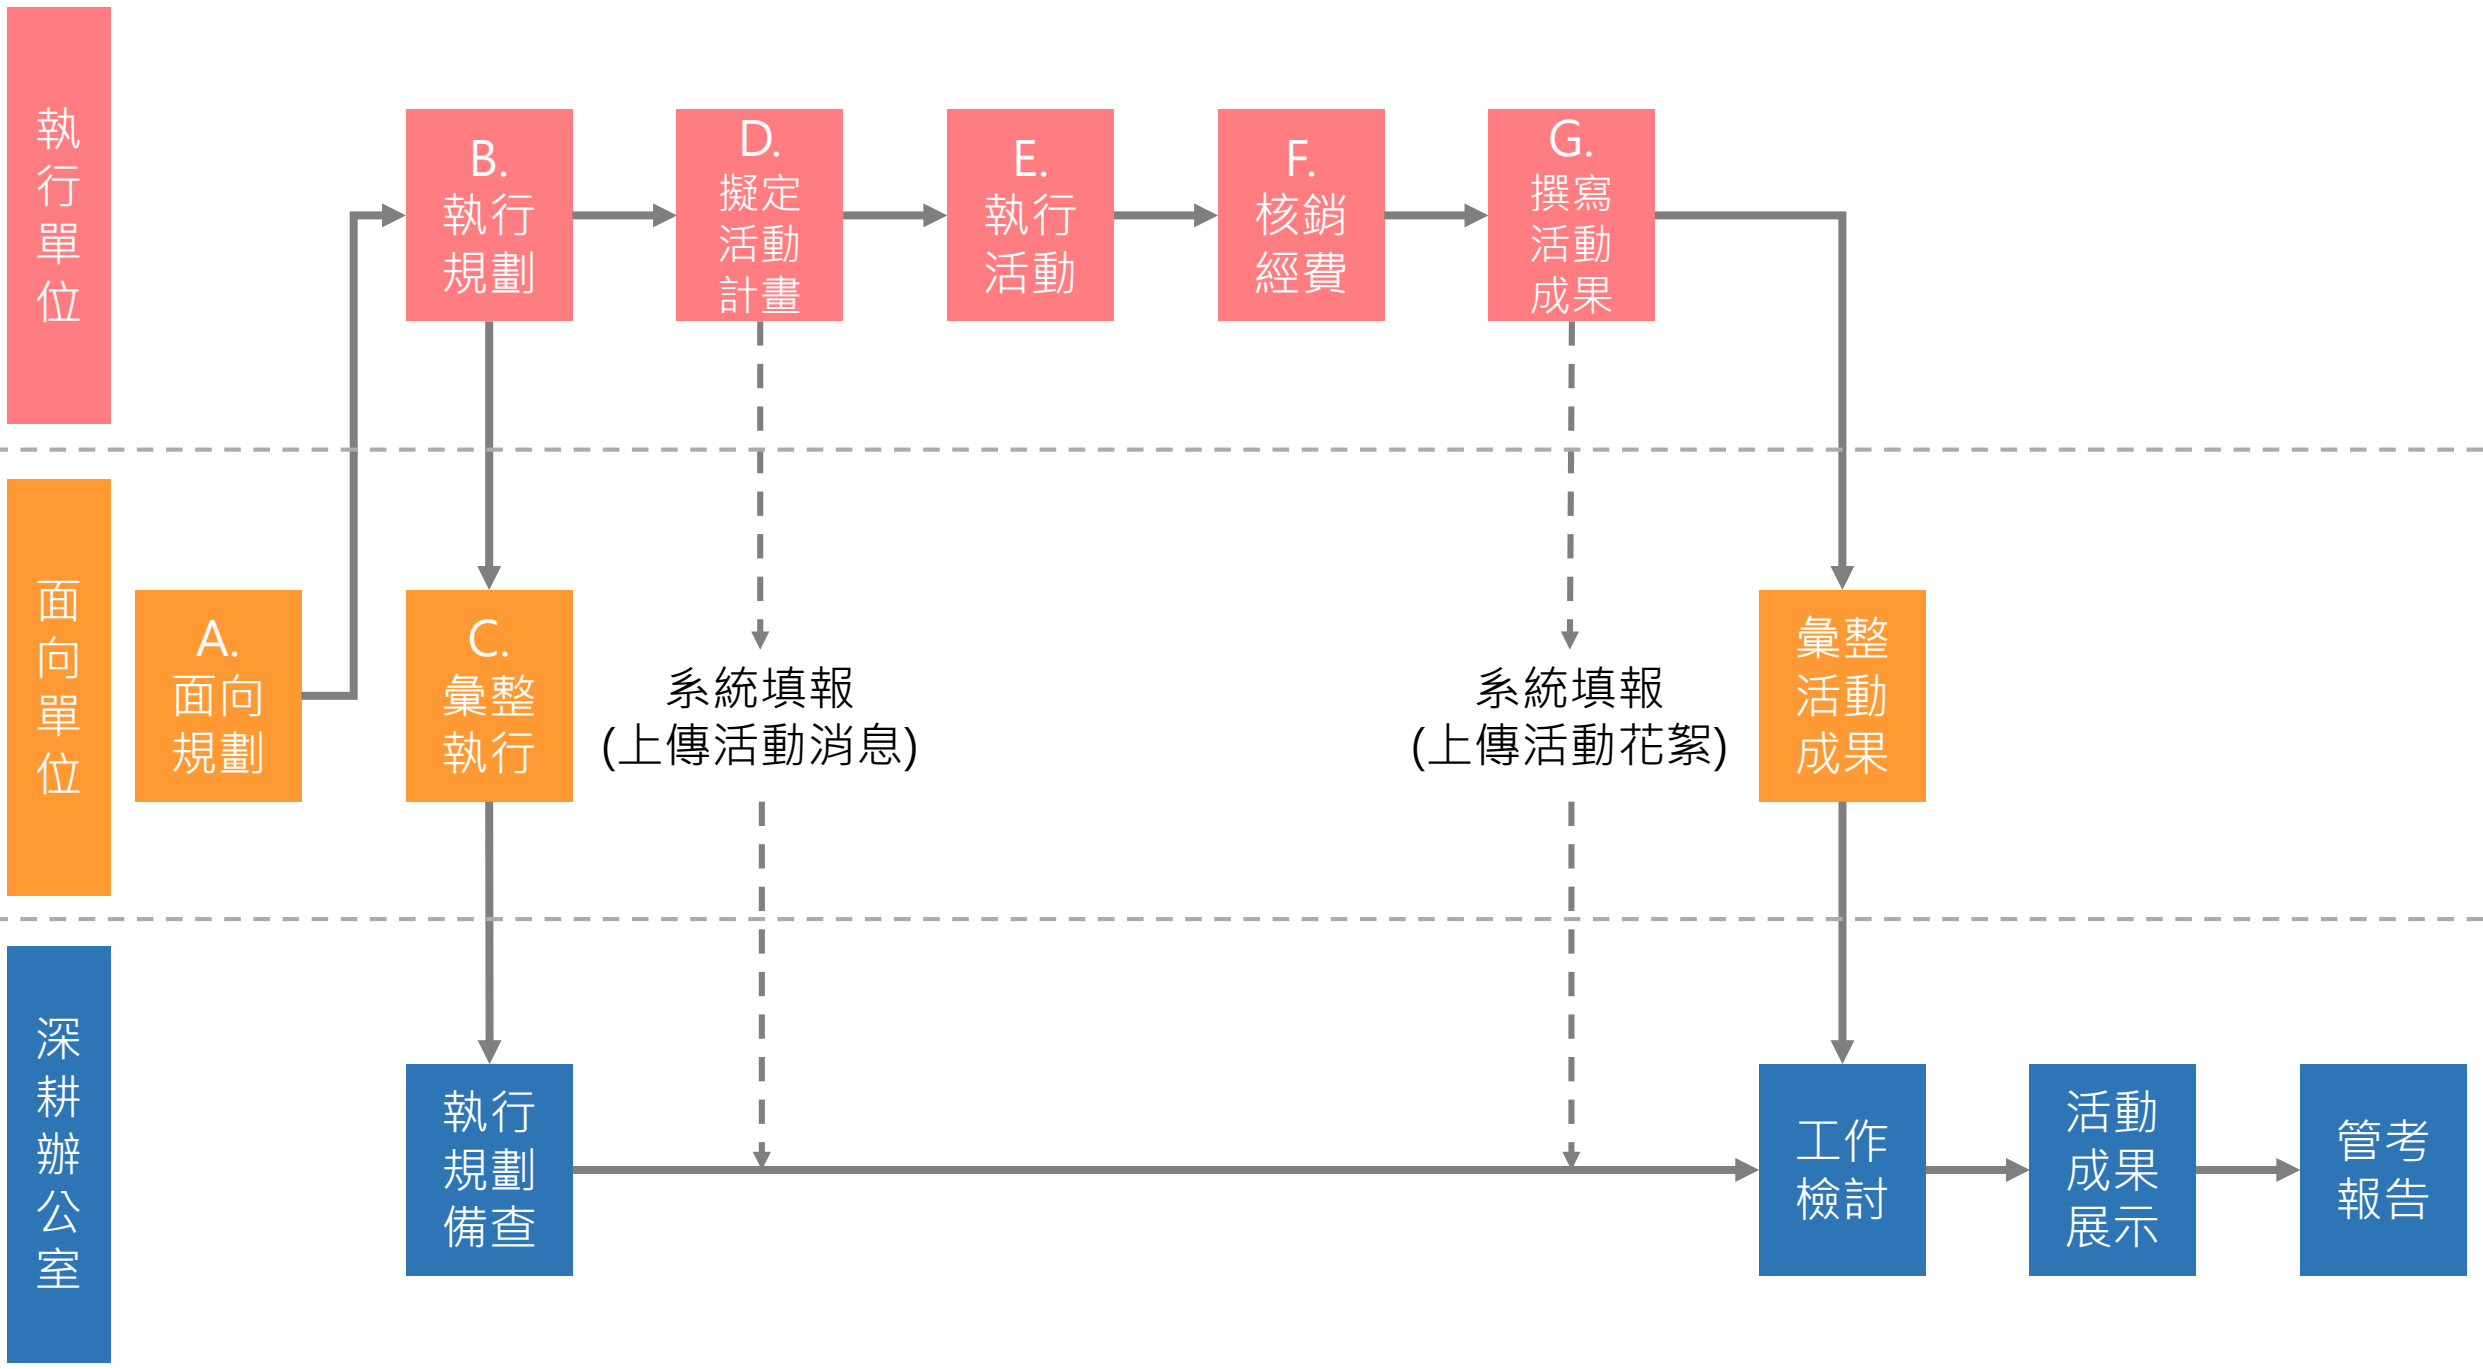 執
行
單
位
B.
執行
規劃
D.
擬定
活動
計畫
E.
執行
活動
F.
核銷
經費
G.
撰寫
活動
成果
面
向
單
位
A.
面向
規劃
C.
彙整
執行
系統填報
(上傳活動消息)
系統填報
(上傳活動花絮)
彙整
活動
成果
深
耕
辦
公
室
執行
規劃
備查
工作
檢討
活動
成果
展示
管考
報告